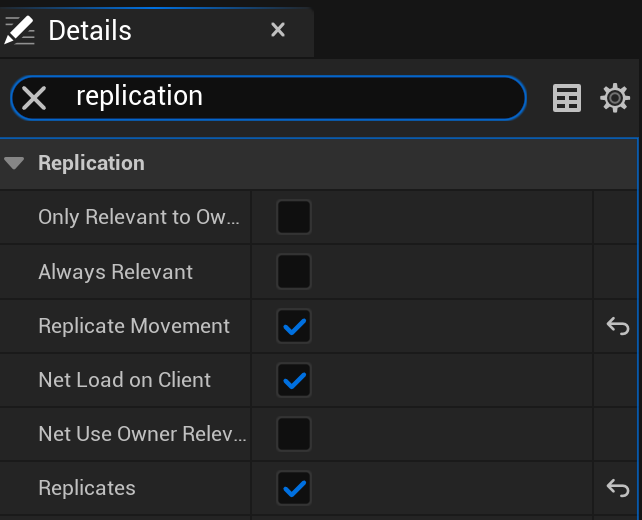 Details
replication
Replication
Only Relevant to Ow...
Always Relevant
Replicate Movement
Net Load on Client
Net Use Owner Relev...
Replicates